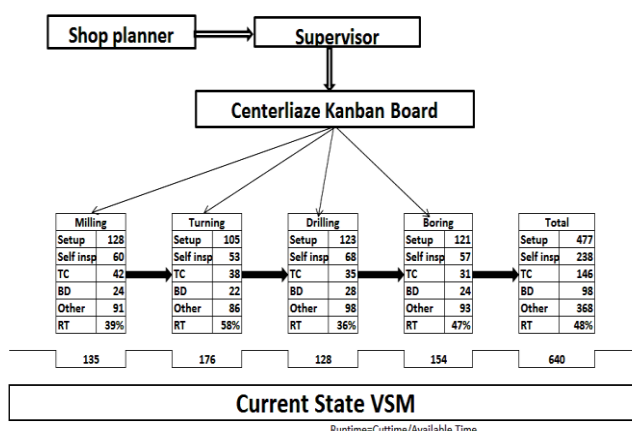 Shop planner
Supervisor
Centerliaze Kanban Board
Milling
Setup 128
Self insp 60
TC 42
BD 24
Other 91
RT 39%
Turning
Setup 105
Self insp 53
TC 38
BD 22
Other 86
RT 58%
Drilling
Setup 123
Self insp 68
TC 35
BD 28
Other 98
RT 36%
Boring
Setup 121
Self insp 57
TC 31
BD 24
Other 93
RT 47%
Total
Setup 477
Self insp 238
TC 146
BD 98
Other 368
RT 48%
135 176 128 154 640
Current State VSM
Runtime=Cuttime/Available Time